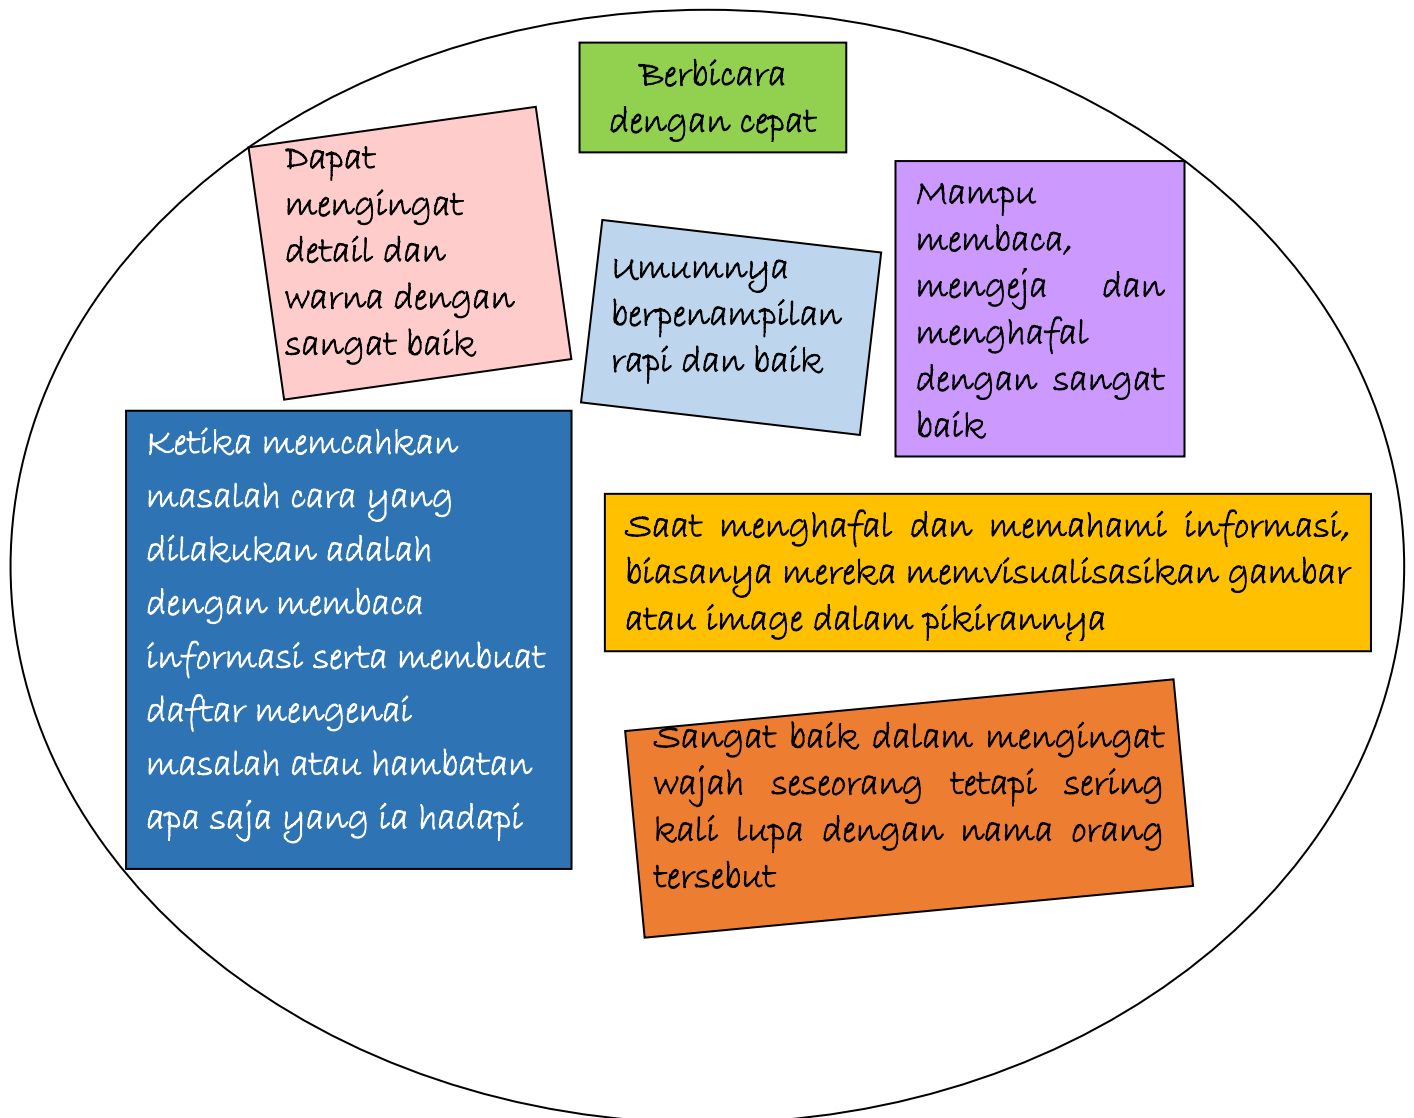 Berbicara
dengan cepat
Dapat
mengingat
detail dan
warna dengan
sangat baik
Umumnya
berpenampilan
rapi dan baik
Mampu
membaca,
mengeja dan
menghafal
dengan sangat
baik
Ketika memcahkan
masalah cara yang
dilakukan adalah
dengan membaca
informasi serta membuat
daftar mengenai
masalah atau hambatan
apa saja yang ia hadapi
Saat menghafal dan memahami informasi,
biasanya mereka memvisualisasikan gambar
atau image dalam pikirannya
Sangat baik dalam mengingat
wajah seseorang tetapi sering
kali lupa dengan nama orang
tersebut